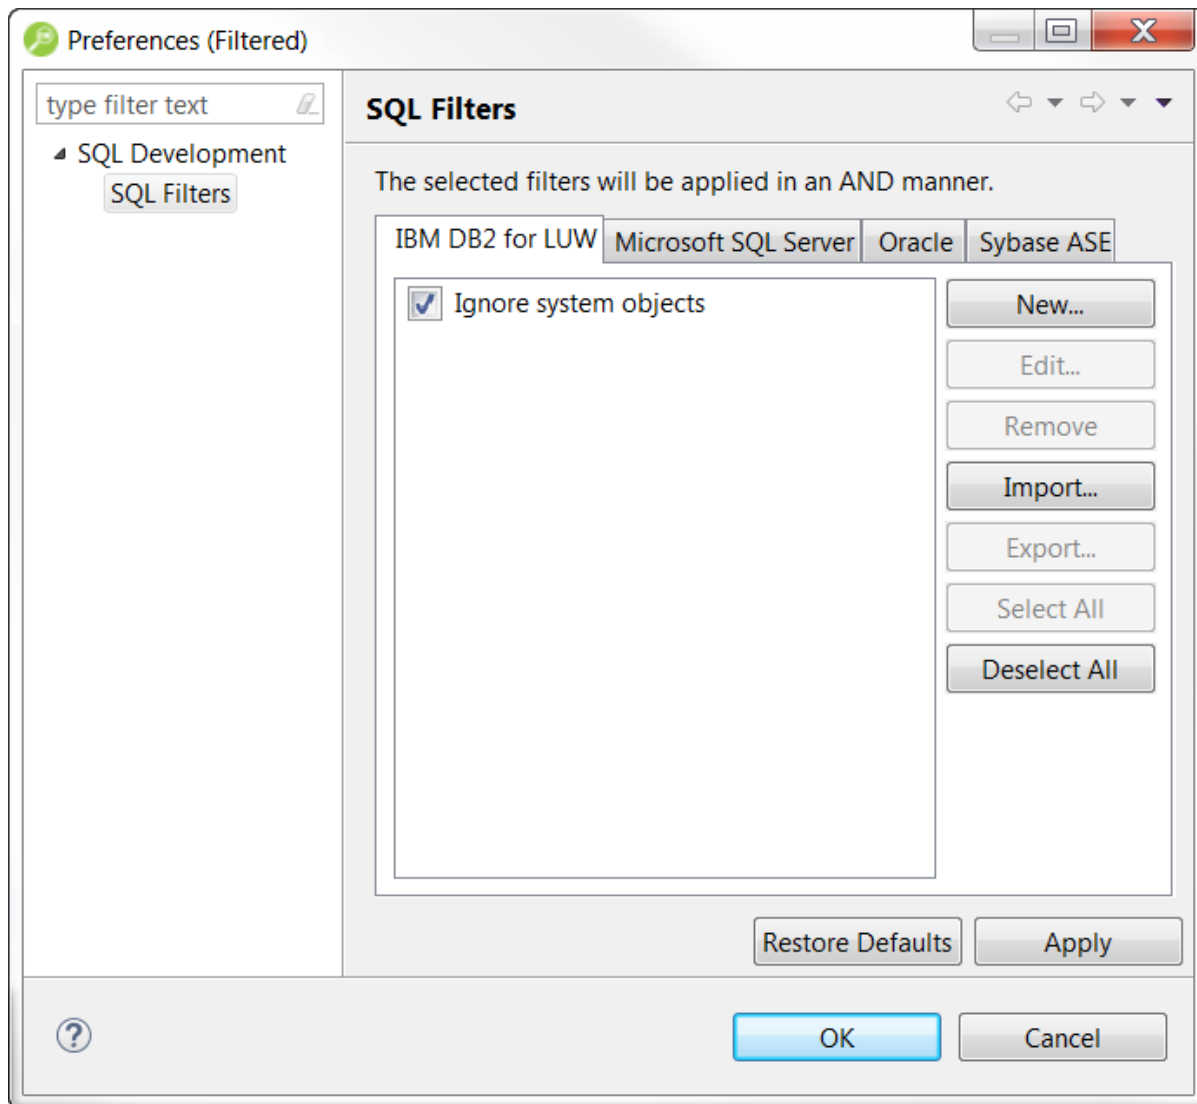 Preferences (Filtered)
type filter text
SQL Development
SQL Filters
SQL Filters
The selected filters will be applied in an AND manner.
IBM DB2 for LUW Microsoft SQL Server Oracle Sybase ASE
Ignore system objects
New...
Edit...
Remove
Import...
Export...
Select All
Deselect All
Restore Defaults Apply
? OK Cancel